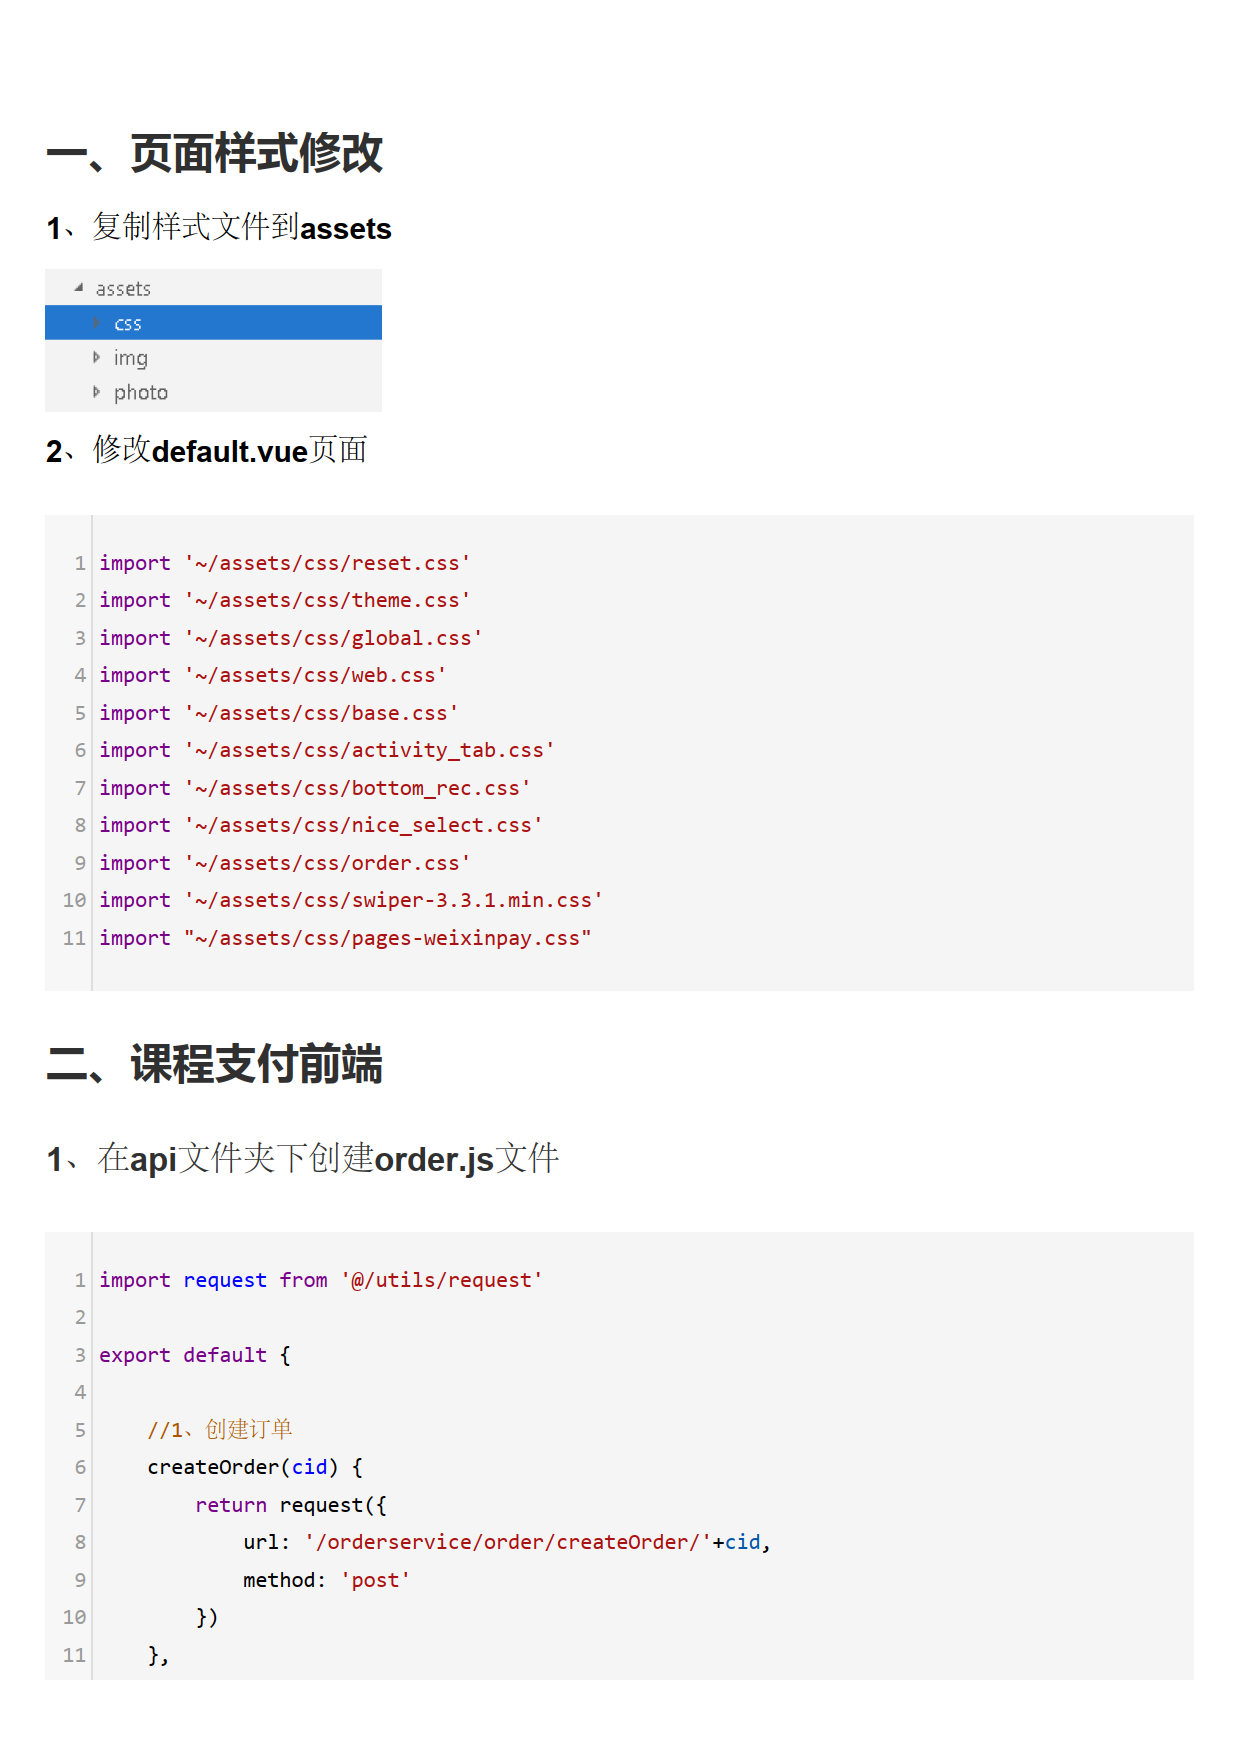 一、页面样式修改
1、复制样式文件到assets
assets
css
img
photo
2、修改default.vue页面
1 import '~/assets/css/reset.css'
2 import '~/assets/css/theme.css'
3 import '~/assets/css/global.css'
4 import '~/assets/css/web.css'
5 import '~/assets/css/base.css'
6 import '~/assets/css/activity_tab.css'
7 import '~/assets/css/bottom_rec.css'
8 import '~/assets/css/nice_select.css'
9 import '~/assets/css/order.css'
10 import '~/assets/css/swiper-3.3.1.min.css'
11 import "~/assets/css/pages-weixinpay.css"
二、课程支付前端
1、在api文件夹下创建order.js文件
1 import request from '@/utils/request'
2
3 export default {
4
5     //1、创建订单
6     createOrder(cid) {
7         return request({
8             url: '/orderservice/order/createOrder/'+cid,
9             method: 'post'
10         })
11     },